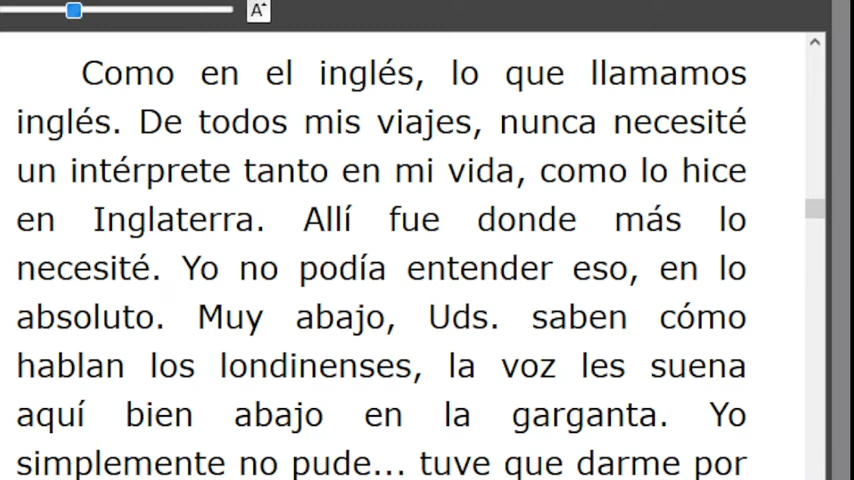 A
Como en el inglés, lo que llamamos
inglés. De todos mis viajes, nunca necesité
un intérprete tanto en mi vida, como lo hice
en Inglaterra. Allí fue donde más lo
necesité. Yo no podía entender eso, en lo
absoluto. Muy abajo, Uds. saben cómo
hablan los londinenses, la voz les suena
aquí bien abajo en la garganta. Yo
simplemente no pude... tuve que darme por